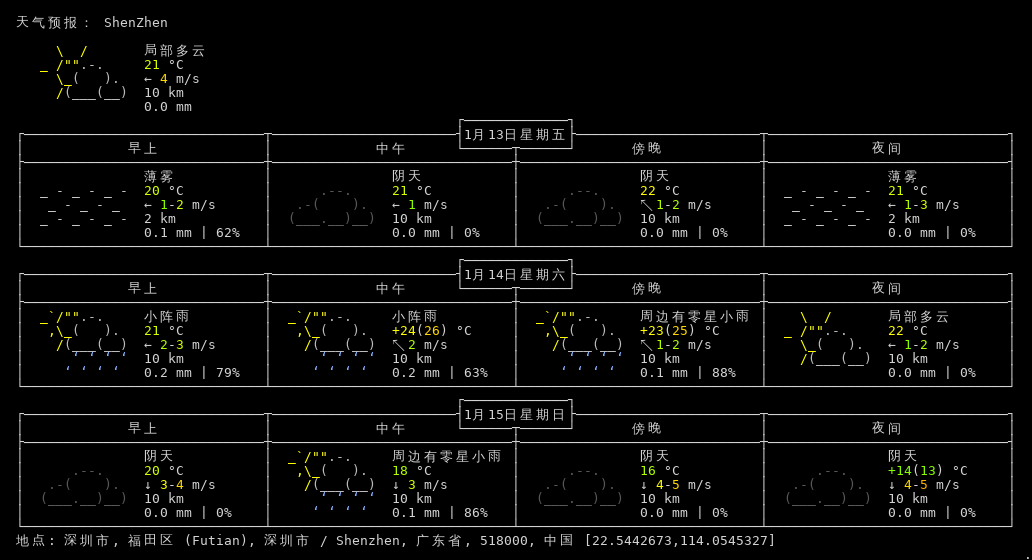 天气预报： ShenZhen
局部多云
21 °C
← 4 m/s
10 km
0.0 mm
1月13日星期五
早上 中午 傍晚 夜间
薄雾 阴天 阴天 薄雾
20 °C 21 °C 22 °C 21 °C
← 1-2 m/s ← 1 m/s ↖ 1-2 m/s ← 1-3 m/s
2 km 10 km 10 km 2 km
0.1 mm | 62% 0.0 mm | 0% 0.0 mm | 0% 0.0 mm | 0%
1月14日星期六
早上 中午 傍晚 夜间
小阵雨 小阵雨 周边有零星小雨 局部多云
21 °C +24(26) °C +23(25) °C 22 °C
← 2-3 m/s ↖ 2 m/s ↖ 1-2 m/s ← 1-2 m/s
10 km 10 km 10 km 10 km
0.2 mm | 79% 0.2 mm | 63% 0.1 mm | 88% 0.0 mm | 0%
1月15日星期日
早上 中午 傍晚 夜间
阴天 周边有零星小雨 阴天 阴天
20 °C 18 °C 16 °C +14(13) °C
↓ 3-4 m/s ↓ 3 m/s ↓ 4-5 m/s ↓ 4-5 m/s
10 km 10 km 10 km 10 km
0.0 mm | 0% 0.1 mm | 86% 0.0 mm | 0% 0.0 mm | 0%
地点: 深圳市, 福田区 (Futian), 深圳市 / Shenzhen, 广东省, 518000, 中国 [22.5442673,114.0545327]